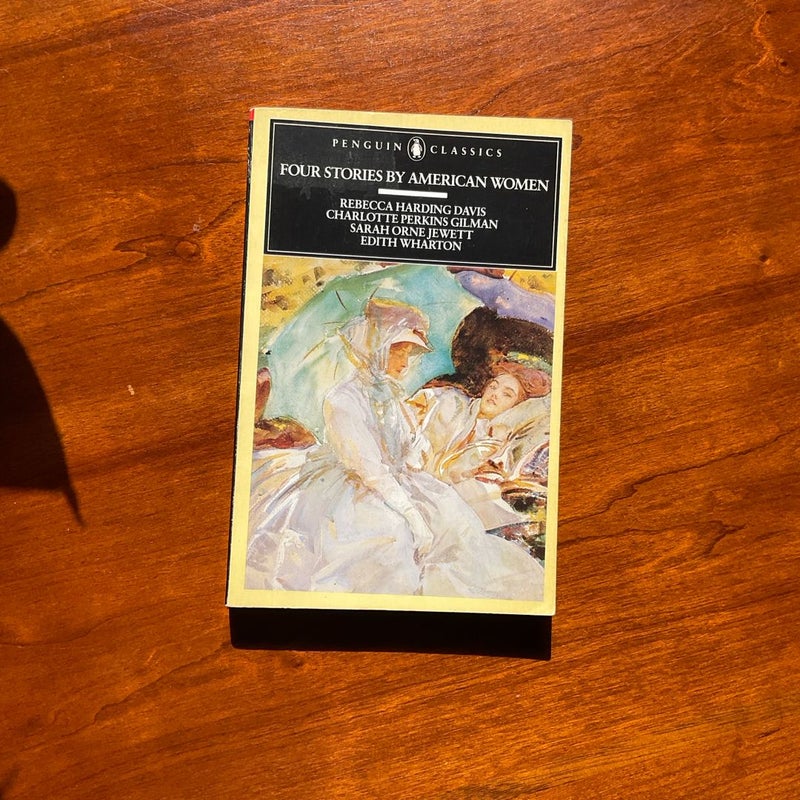 PENGUIN CLASSICS
FOUR STORIES BY AMERICAN WOMEN
REBECCA HARDING DAVIS
CHARLOTTE PERKINS GILMAN
SARAH ORNE JEWETT
EDITH WHARTON